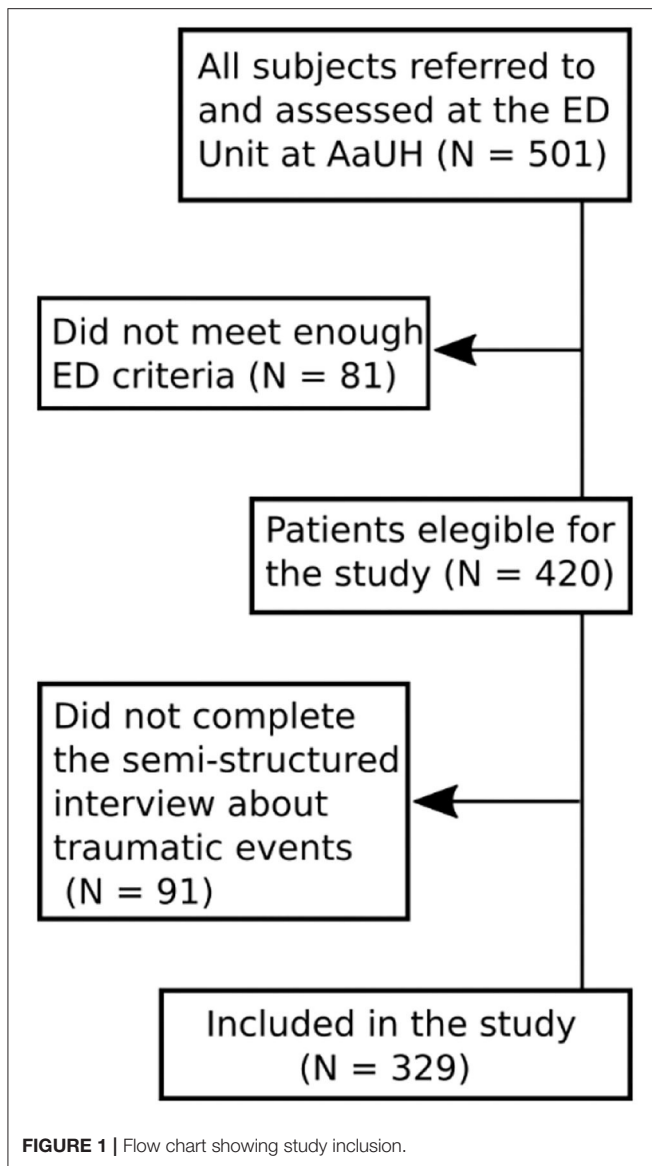 All subjects referred to
and assessed at the ED
Unit at AaUH (N = 501)
Did not meet enough
ED criteria (N = 81)
Patients elegible for
the study (N = 420)
Did not complete
the semi-structured
interview about
traumatic events
(N = 91)
Included in the study
(N = 329)
FIGURE 1 | Flow chart showing study inclusion.